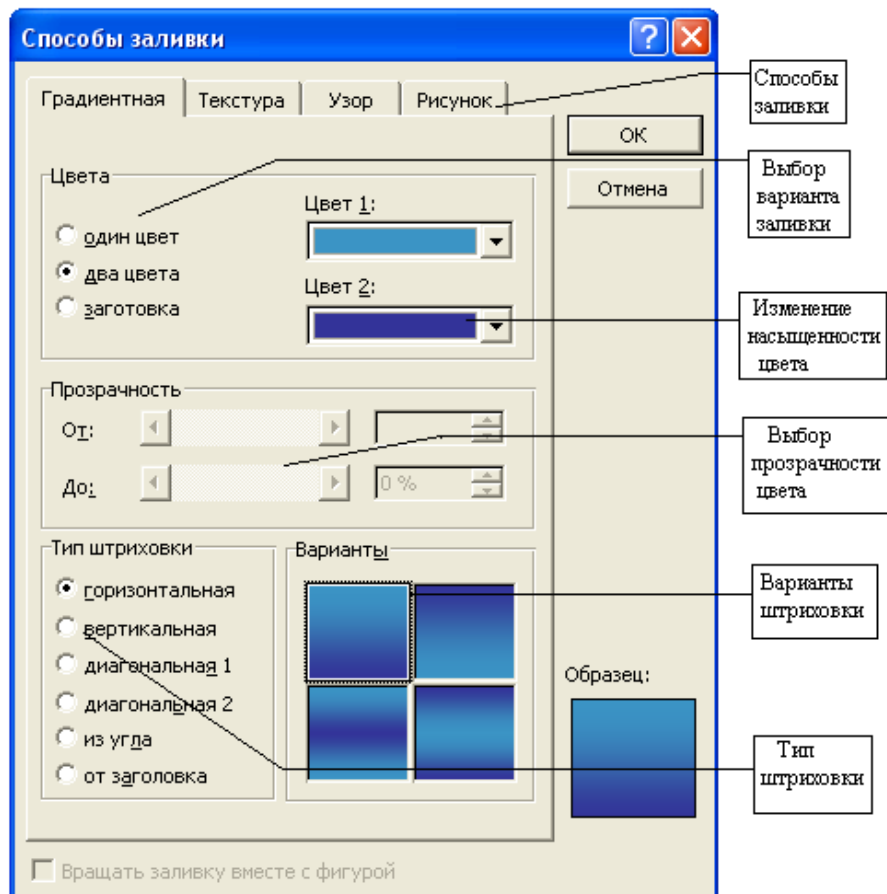 Способы заливки
Градиентная Текстура Узор Рисунок
Способы
заливки
ОК
Отмена
Цвета
один цвет
два цвета
заготовка
Цвет 1:
Цвет 2:
Выбор
варианта
заливки
Изменение
насыщенности
цвета
Прозрачность
От:
До:
0 %
Выбор
прозрачности
цвета
Тип штриховки
горизонтальная
вертикальная
диагональная 1
диагональная 2
из угла
от заголовка
Варианты
Варианты
штриховки
Образец:
Тип
штриховки
Вращать заливку вместе с фигурой